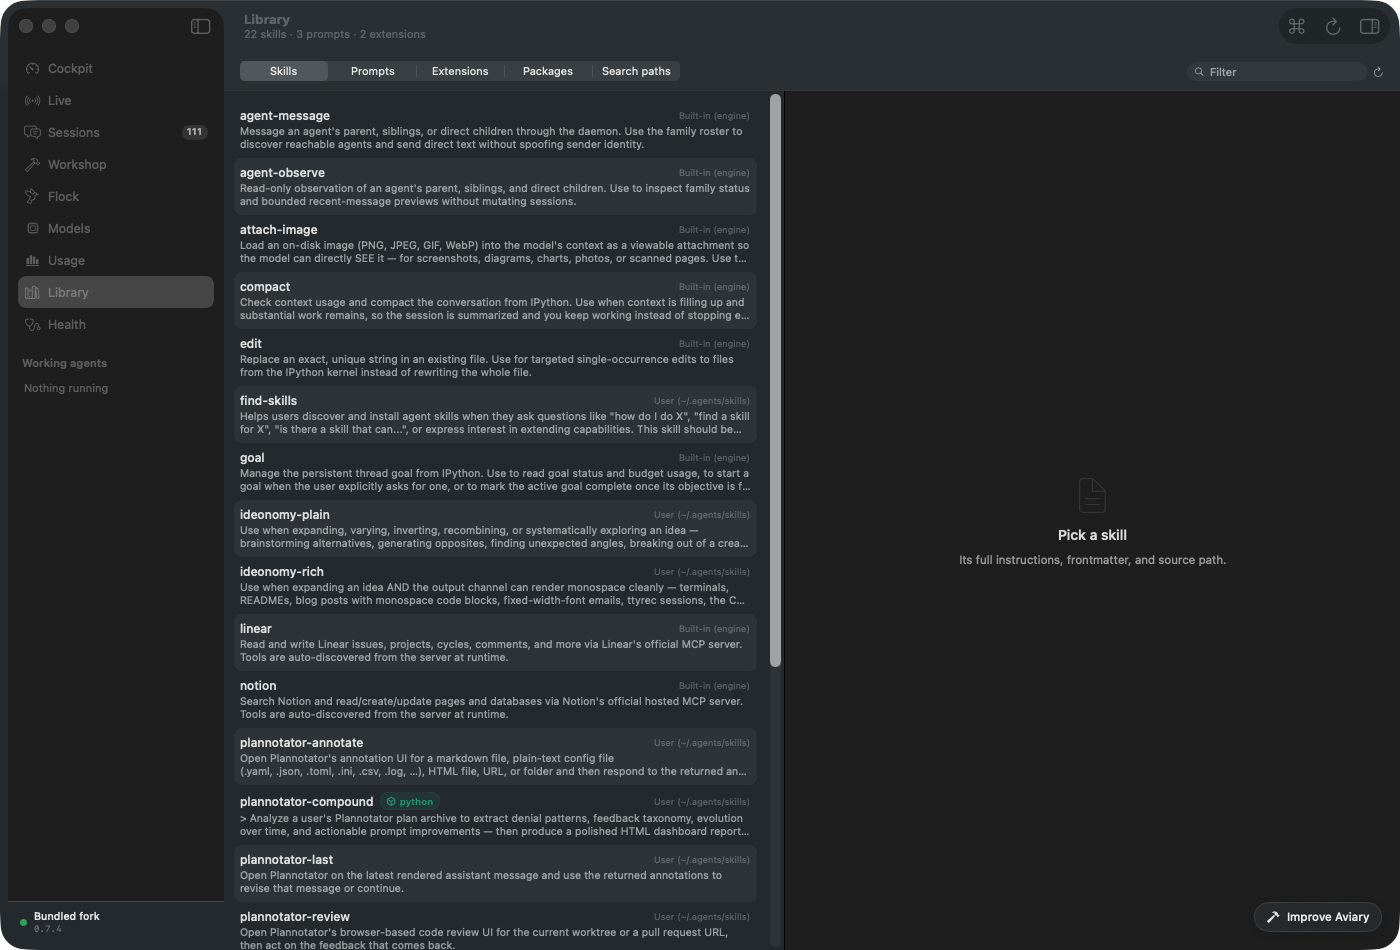 Library
22 skills · 3 prompts · 2 extensions
Cockpit
Live
Sessions 111
Workshop
Flock
Models
Usage
Library
Health
Working agents
Nothing running
Bundled fork
0.7.4
Skills Prompts Extensions Packages Search paths
Filter
agent-message Built-in (engine)
Message an agent's parent, siblings, or direct children through the daemon. Use the family roster to
discover reachable agents and send direct text without spoofing sender identity.
agent-observe Built-in (engine)
Read-only observation of an agent's parent, siblings, and direct children. Use to inspect family status
and bounded recent-message previews without mutating sessions.
attach-image Built-in (engine)
Load an on-disk image (PNG, JPEG, GIF, WebP) into the model's context as a viewable attachment so
the model can directly SEE it — for screenshots, diagrams, charts, photos, or scanned pages. Use t...
compact Built-in (engine)
Check context usage and compact the conversation from IPython. Use when context is filling up and
substantial work remains, so the session is summarized and you keep working instead of stopping e...
edit Built-in (engine)
Replace an exact, unique string in an existing file. Use for targeted single-occurrence edits to files
from the IPython kernel instead of rewriting the whole file.
find-skills User (~/.agents/skills)
Helps users discover and install agent skills when they ask questions like "how do I do X", "find a skill
for X", "is there a skill that can...", or express interest in extending capabilities. This skill should be...
goal Built-in (engine)
Manage the persistent thread goal from IPython. Use to read goal status and budget usage, to start a
goal when the user explicitly asks for one, or to mark the active goal complete once its objective is f...
ideonomy-plain User (~/.agents/skills)
Use when expanding, varying, inverting, recombining, or systematically exploring an idea —
brainstorming alternatives, generating opposites, finding unexpected angles, breaking out of a crea...
ideonomy-rich User (~/.agents/skills)
Use when expanding an idea AND the output channel can render monospace cleanly — terminals,
READMEs, blog posts with monospace code blocks, fixed-width-font emails, ttyrec sessions, the C...
linear Built-in (engine)
Read and write Linear issues, projects, cycles, comments, and more via Linear's official MCP server.
Tools are auto-discovered from the server at runtime.
notion Built-in (engine)
Search Notion and read/create/update pages and databases via Notion's official hosted MCP server.
Tools are auto-discovered from the server at runtime.
plannotator-annotate User (~/.agents/skills)
Open Plannotator's annotation UI for a markdown file, plain-text config file
(.yaml, .json, .toml, .ini, .csv, .log, …), HTML file, URL, or folder and then respond to the returned an...
plannotator-compound python User (~/.agents/skills)
> Analyze a user's Plannotator plan archive to extract denial patterns, feedback taxonomy, evolution
over time, and actionable prompt improvements — then produce a polished HTML dashboard report...
plannotator-last User (~/.agents/skills)
Open Plannotator on the latest rendered assistant message and use the returned annotations to
revise that message or continue.
plannotator-review User (~/.agents/skills)
Open Plannotator's browser-based code review UI for the current worktree or a pull request URL,
then act on the feedback that comes back.
Pick a skill
Its full instructions, frontmatter, and source path.
Improve Aviary